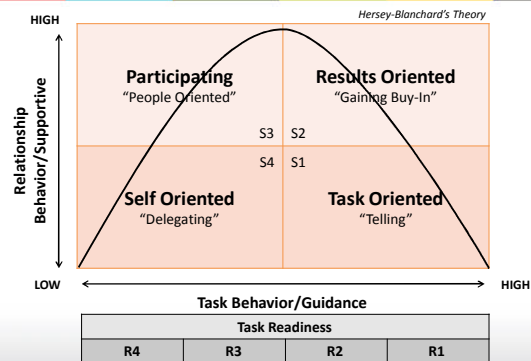 Hersey-Blanchard's Theory
HIGH
Relationship
Behavior/Supportive
Participating
"People Oriented"
Results Oriented
"Gaining Buy-In"
S3
S2
S4
S1
Self Oriented
"Delegating"
Task Oriented
"Telling"
LOW
HIGH
Task Behavior/Guidance
Task Readiness
R4
R3
R2
R1